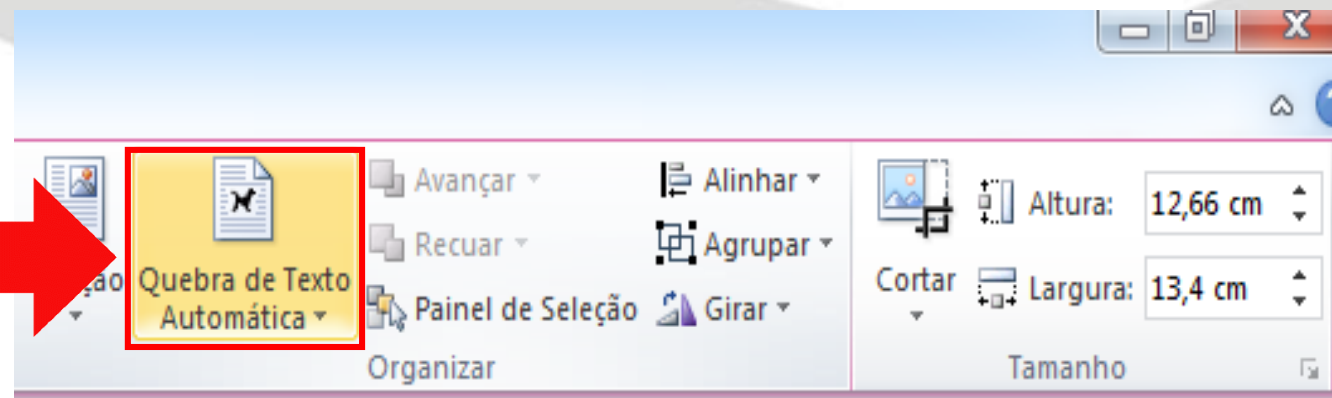 Avançar
Alinhar
Altura: 12,66 cm
Recuar
Agrupar
Quebra de Texto
Automática
Cortar
Largura: 13,4 cm
Painel de Seleção
Girar
Organizar
Tamanho